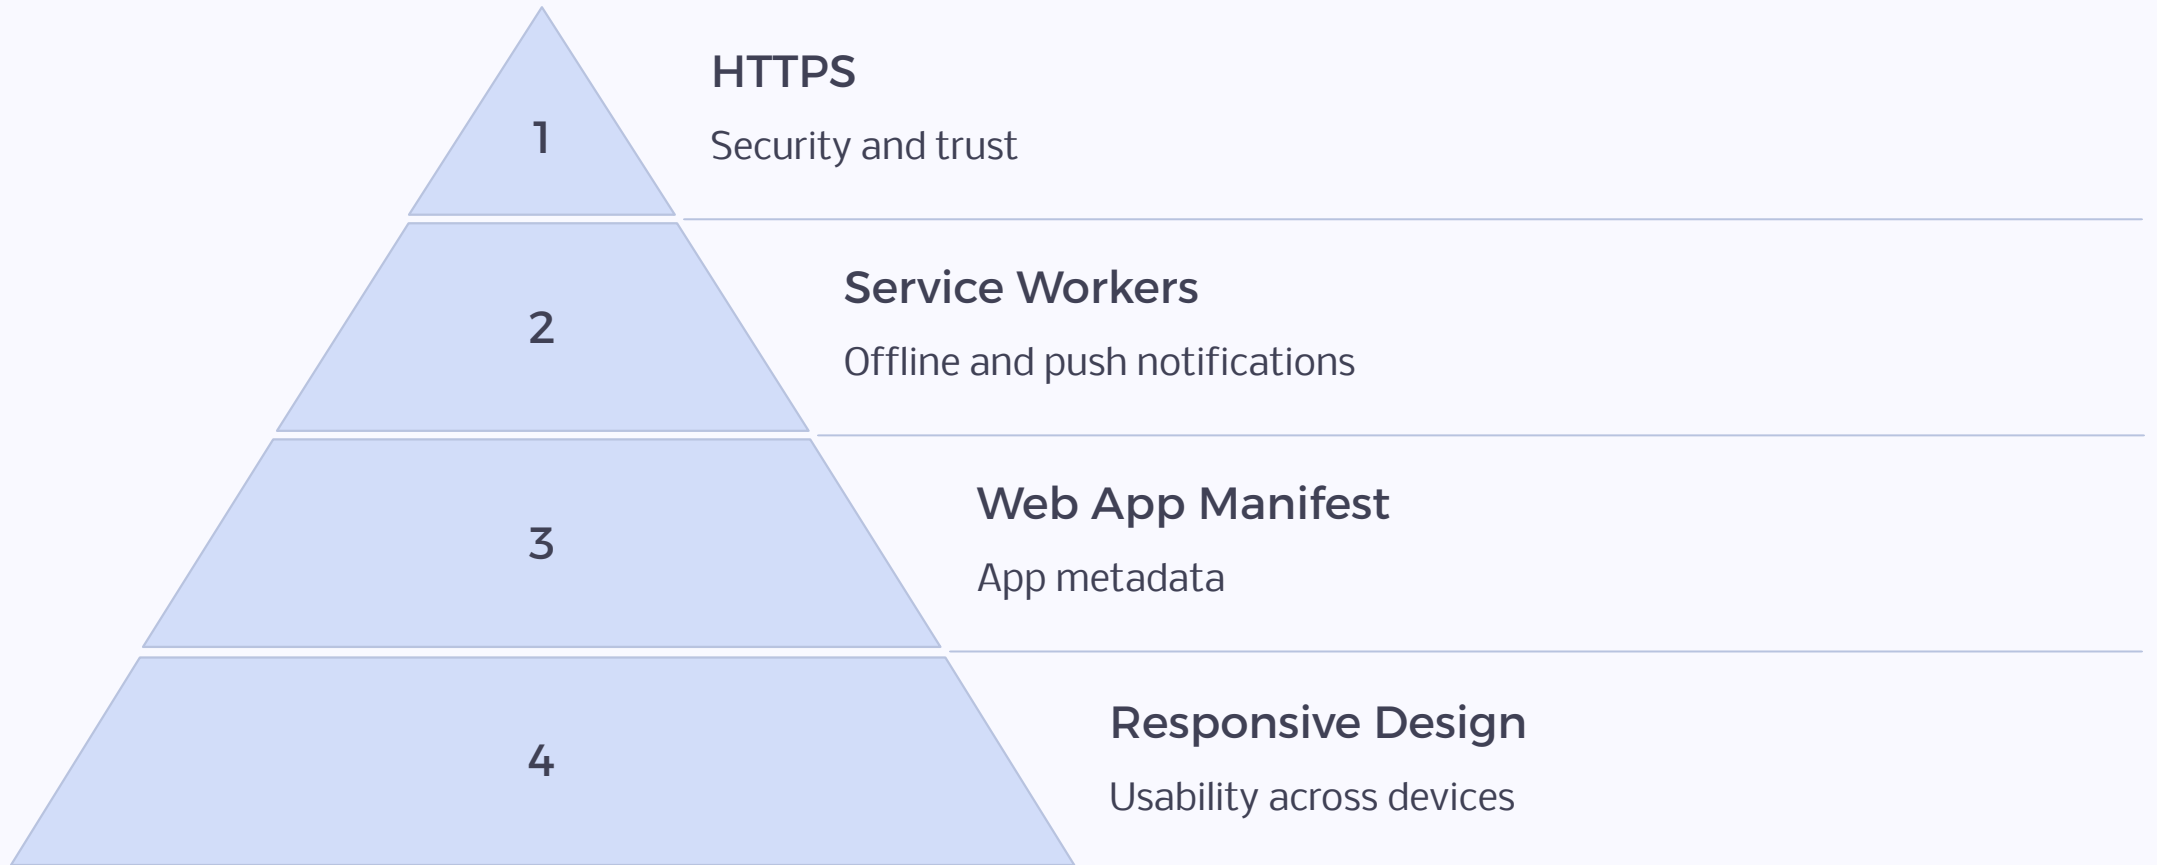 1
HTTPS
Security and trust
2
Service Workers
Offline and push notifications
3
Web App Manifest
App metadata
4
Responsive Design
Usability across devices